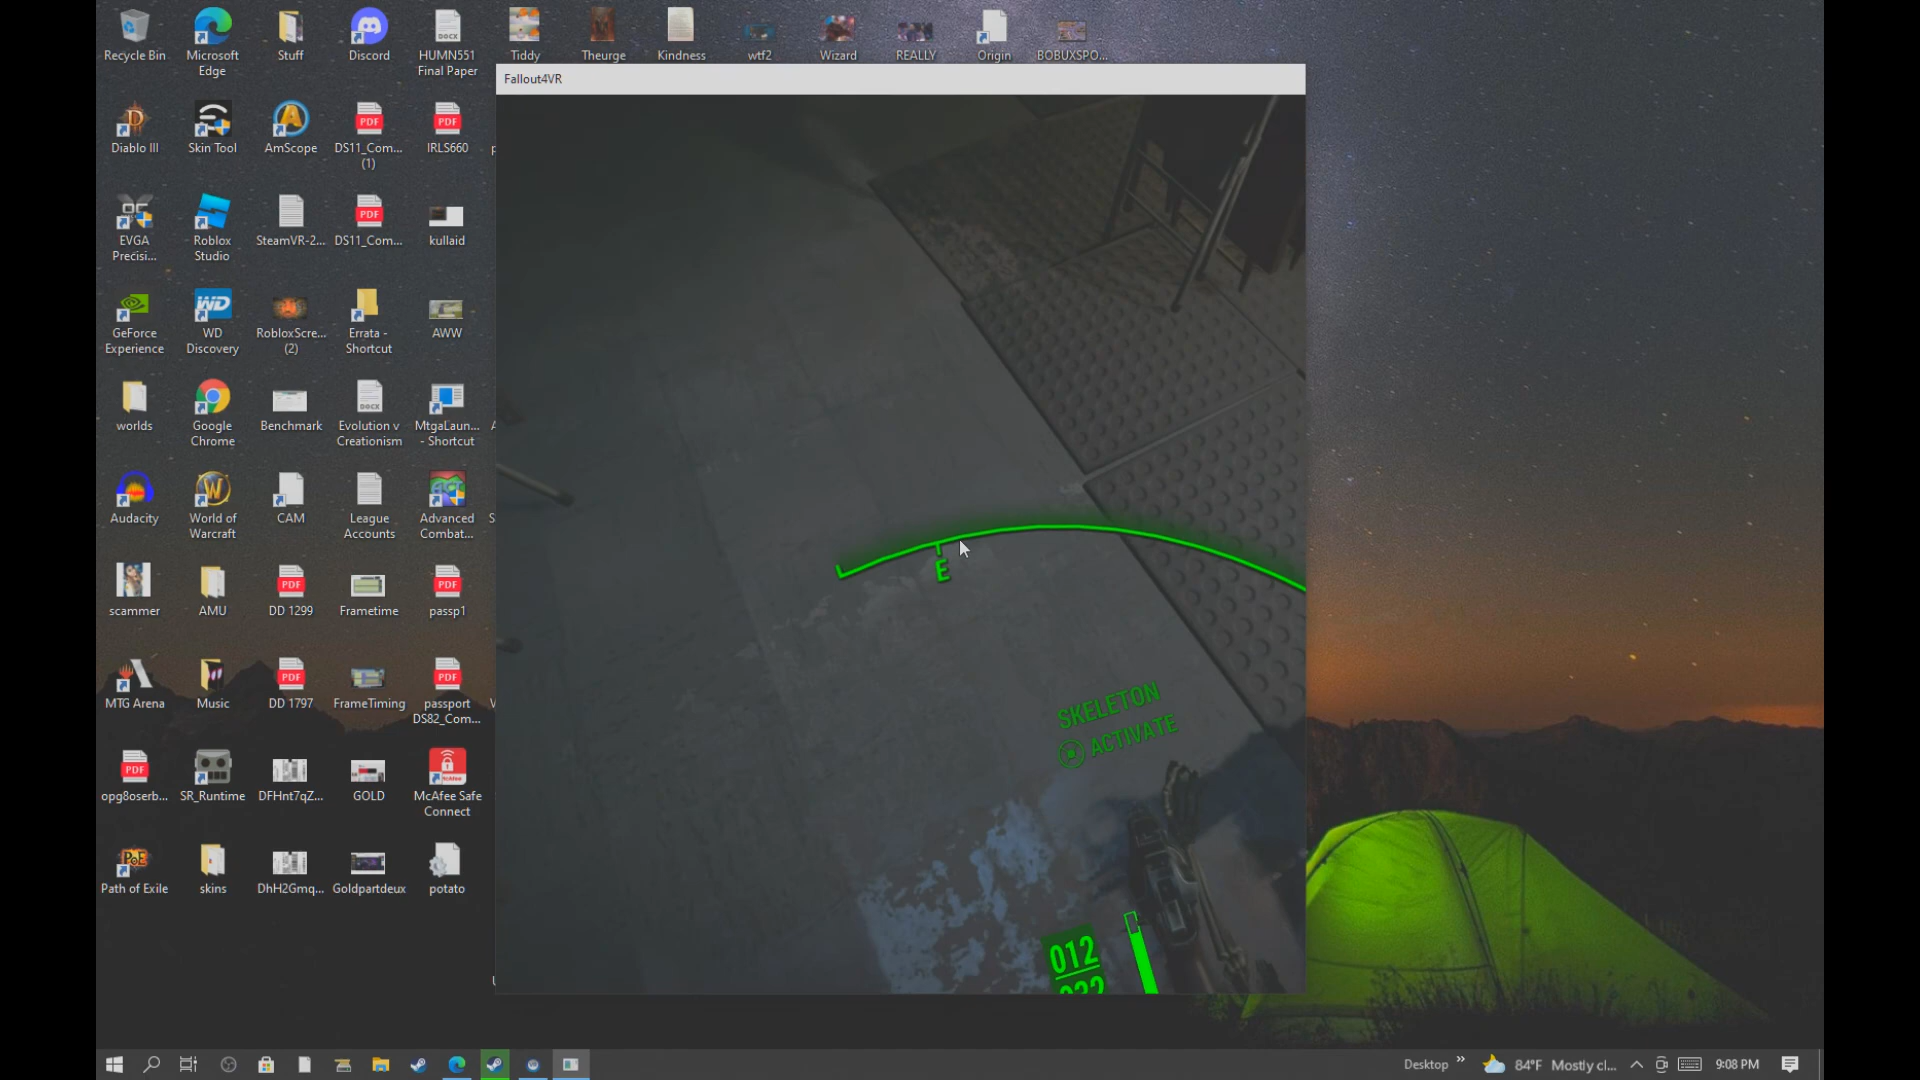 Recycle Bin
Microsoft
Edge
Stuff
Discord
HUMN551
Final Paper
Tiddy
Theurge
Kindness
wtf2
Wizard
REALLY
Origin
BOBUXSPO...
Fallout4VR
Diablo III
Skin Tool
AmScope
DS11_Com...
(1)
IRLS660
EVGA
Precisi...
Roblox
Studio
SteamVR-2...
DS11_Com...
kullaid
GeForce
Experience
WD
Discovery
RobloxScre...
(2)
Errata -
Shortcut
AWW
worlds
Google
Chrome
Benchmark
Evolution v
Creationism
MtgaLaun...
- Shortcut
Audacity
World of
Warcraft
CAM
League
Accounts
Advanced
Combat...
E
scammer
AMU
DD 1299
Frametime
passp1
MTG Arena
Music
DD 1797
FrameTiming
passport
DS82_Com...
SKELETON
ACTIVATE
opg8oserb...
SR_Runtime
DFHnt7qZ...
GOLD
McAfee Safe
Connect
Path of Exile
skins
DhH2Gmq...
Goldpartdeux
potato
012
Desktop
84°F Mostly cl...
9:08 PM